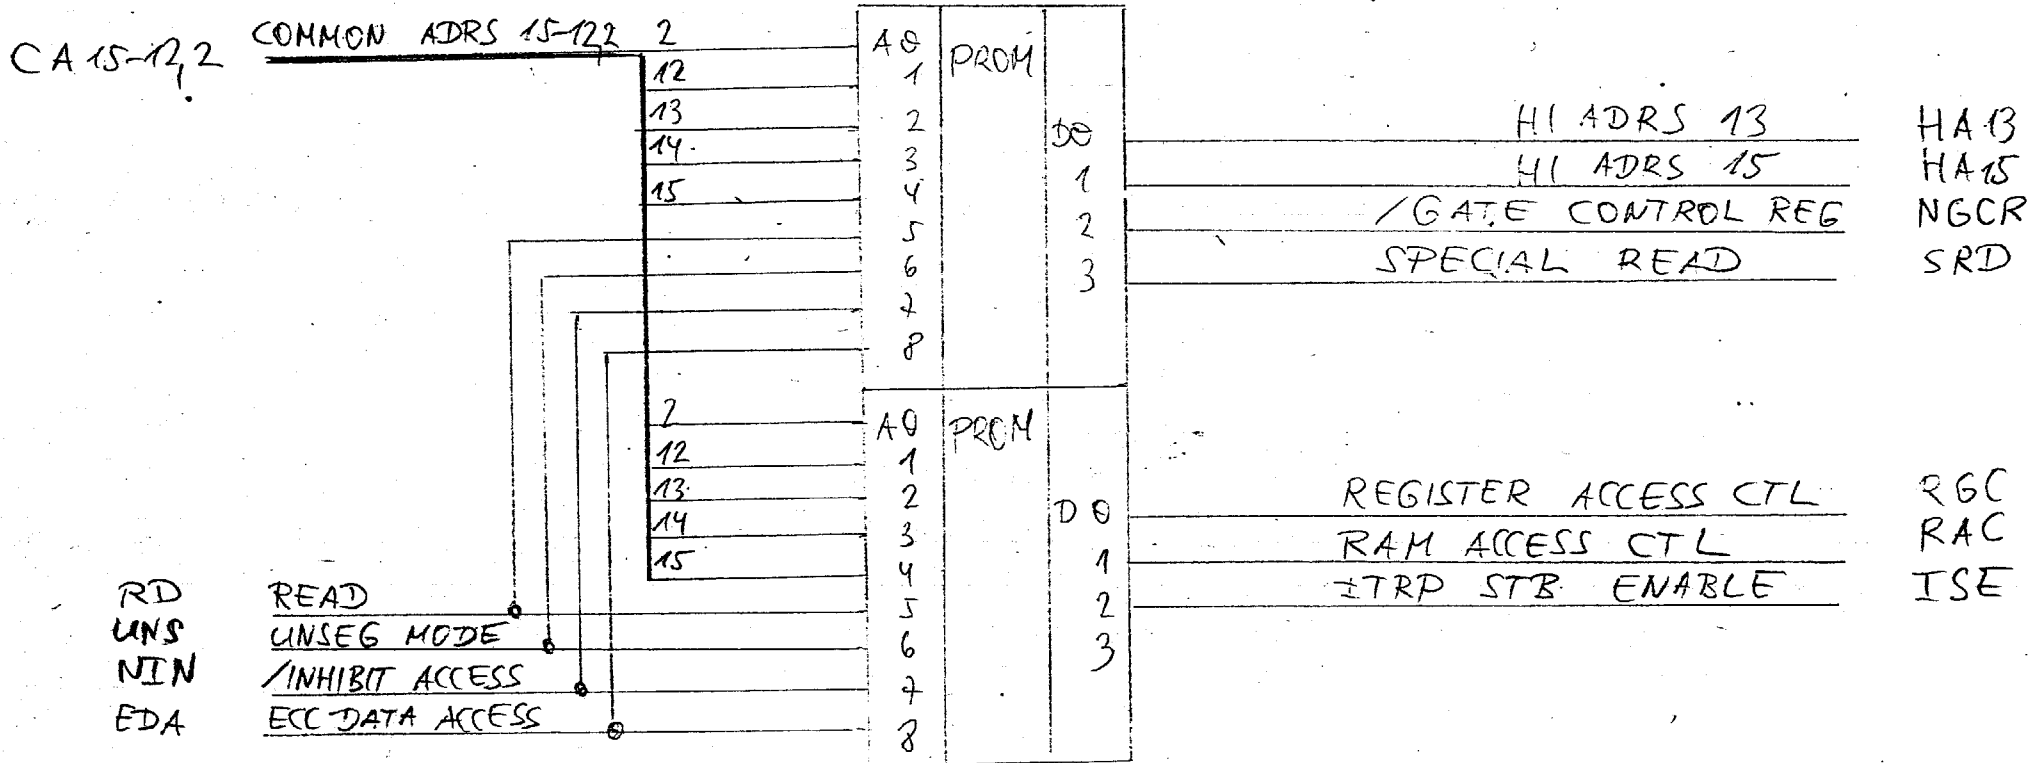 CA 15-12,2 COMMON ADRS 15-12,2 2
A0 PROM
12
1
13
2
14
3
15
4
5
6
7
8
D0 HI ADRS 13 HA13
1 HI ADRS 15 HA15
2 /GATE CONTROL REG NGCR
3 SPECIAL READ SRD
2 A0 PROM
12 1
13 2
14 3
15 4
RD READ 5
UNS UNSEG MODE 6
NIN /INHIBIT ACCESS 7
EDA ECC DATA ACCESS 8
D0 REGISTER ACCESS CTL RGC
1 RAM ACCESS CTL RAC
2 ITRP STB ENABLE ISE
3